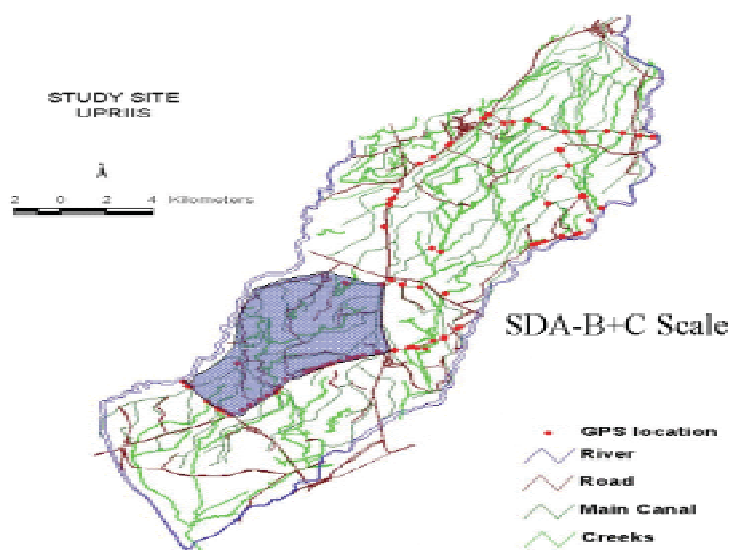 STUDY SITE
UPRIIS
2 0 2 4 Kilometers
SDA-B+C Scale
GPS location
River
Road
Main Canal
Creeks